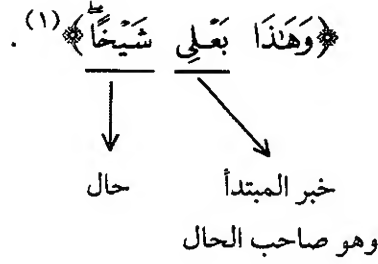 ﴿وَهَٰذَا بَعْلِى شَيْخًا ۖ﴾(١).
خبر المبتدأ حال
وهو صاحب الحال